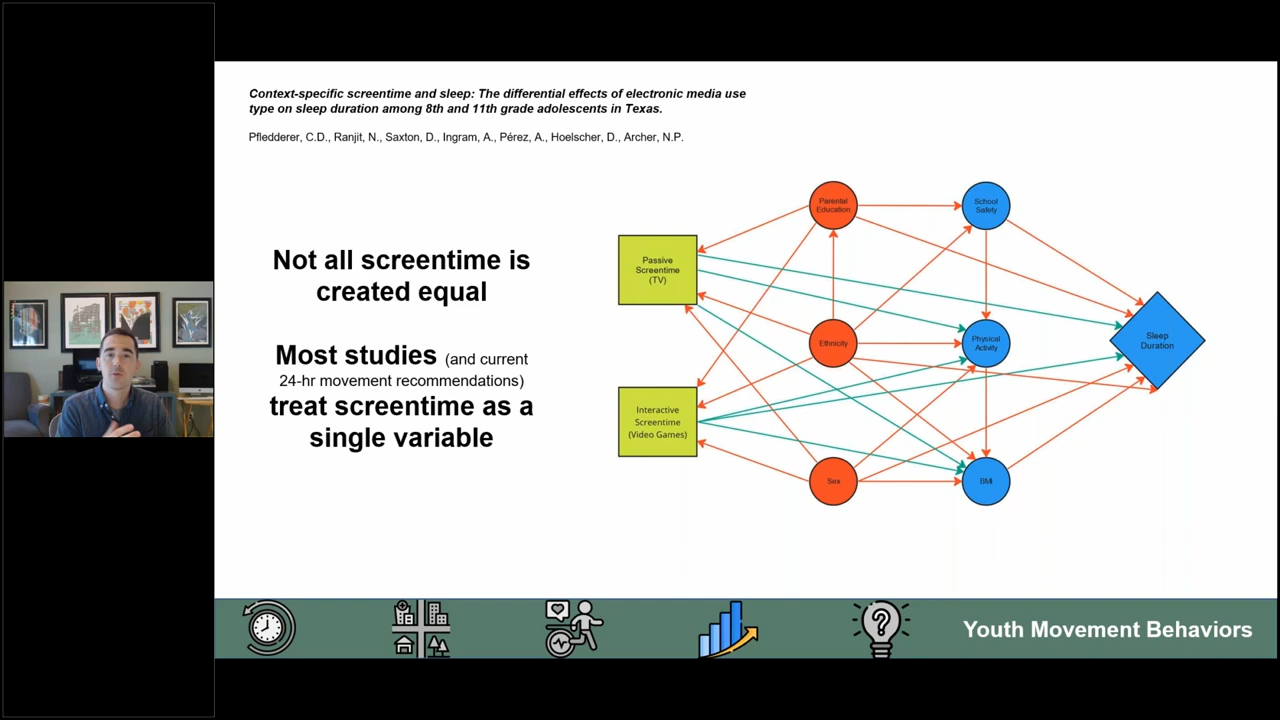 Context-specific screentime and sleep: The differential effects of electronic media use
type on sleep duration among 8th and 11th grade adolescents in Texas.
Pfledderer, C.D., Ranjit, N., Saxton, D., Ingram, A., Pérez, A., Hoelscher, D., Archer, N.P.
Not all screentime is
created equal
Most studies (and current
24-hr movement recommendations)
treat screentime as a
single variable
Parental
Education
School
Safety
Passive
Screentime
(TV)
Ethnicity
Physical
Activity
Sleep
Duration
Interactive
Screentime
(Video Games)
Sex
BMI
Youth Movement Behaviors